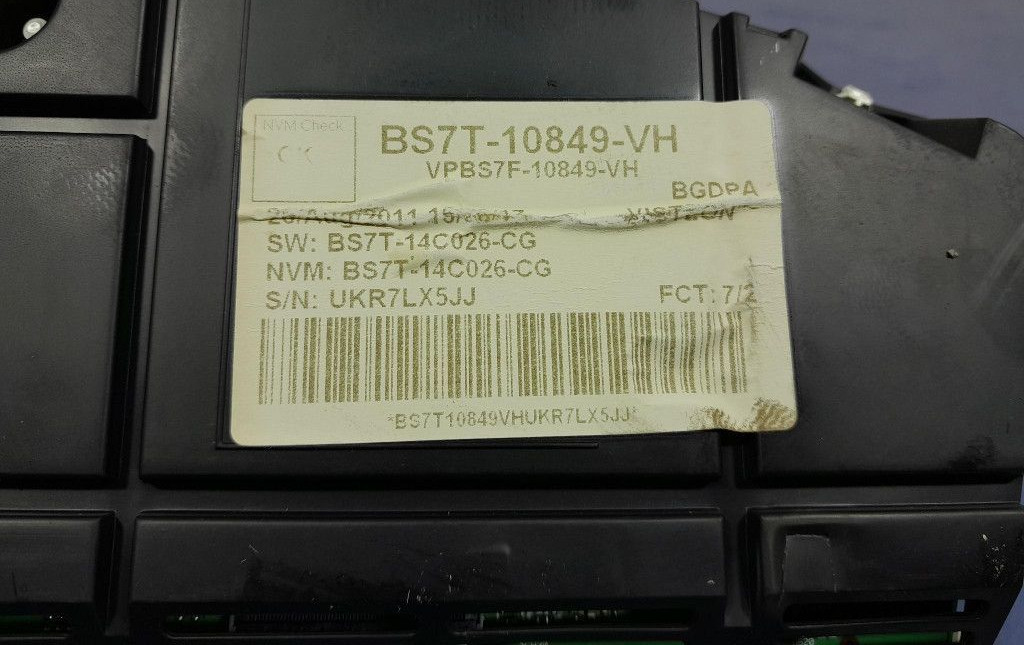 NVM Check
OK
BS7T-10849-VH
VPBS7F-10849-VH
BGDPA
VISTEON
SW: BS7T-14C026-CG
NVM: BS7T-14C026-CG
S/N: UKR7LX5JJ
FCT: 7/2
*BS7T10849VHUKR7LX5JJ*